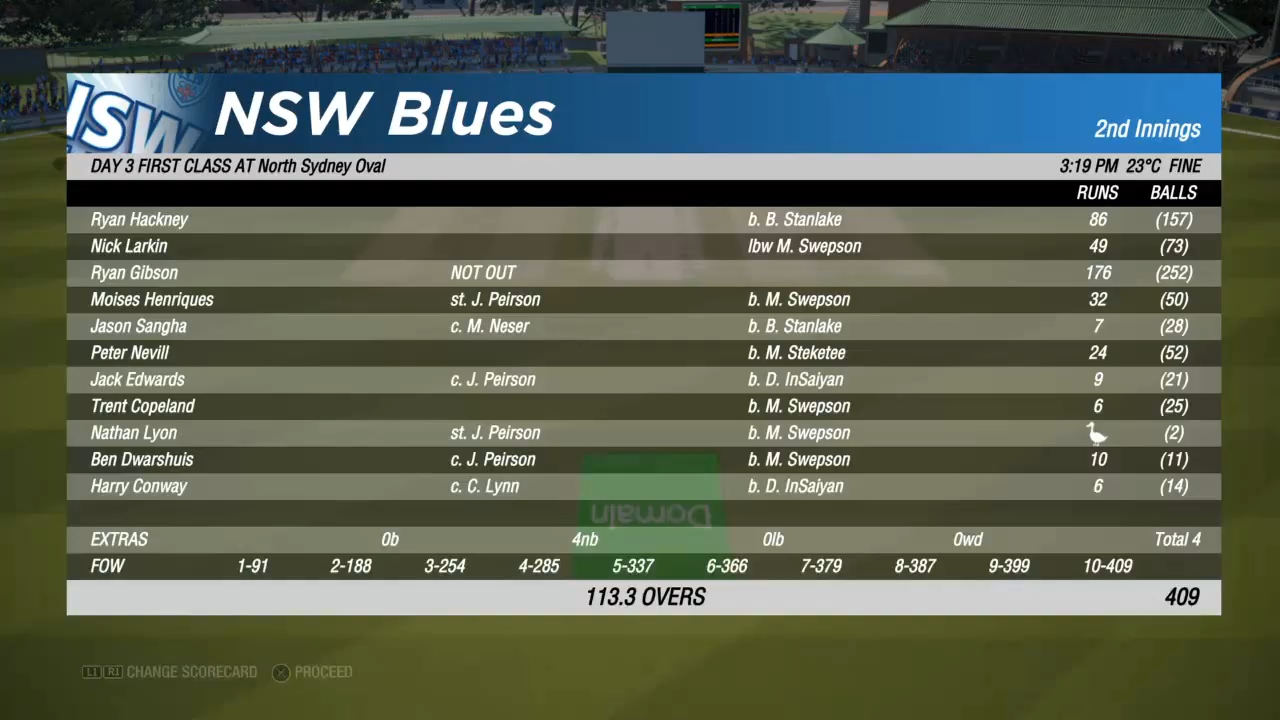 NSW NSW Blues
2nd Innings
DAY 3 FIRST CLASS AT North Sydney Oval 3:19 PM 23°C FINE
RUNS BALLS
Ryan Hackney b. B. Stanlake 86 (157)
Nick Larkin lbw M. Swepson 49 (73)
Ryan Gibson NOT OUT 176 (252)
Moises Henriques st. J. Peirson b. M. Swepson 32 (50)
Jason Sangha c. M. Neser b. B. Stanlake 7 (28)
Peter Nevill b. M. Steketee 24 (52)
Jack Edwards c. J. Peirson b. D. InSaiyan 9 (21)
Trent Copeland b. M. Swepson 6 (25)
Nathan Lyon st. J. Peirson b. M. Swepson (2)
Ben Dwarshuis c. J. Peirson b. M. Swepson 10 (11)
Harry Conway c. C. Lynn b. D. InSaiyan 6 (14)
Domain
EXTRAS 0b 4nb 0lb 0wd Total 4
FOW 1-91 2-188 3-254 4-285 5-337 6-366 7-379 8-387 9-399 10-409
113.3 OVERS 409
L1 R1 CHANGE SCORECARD PROCEED